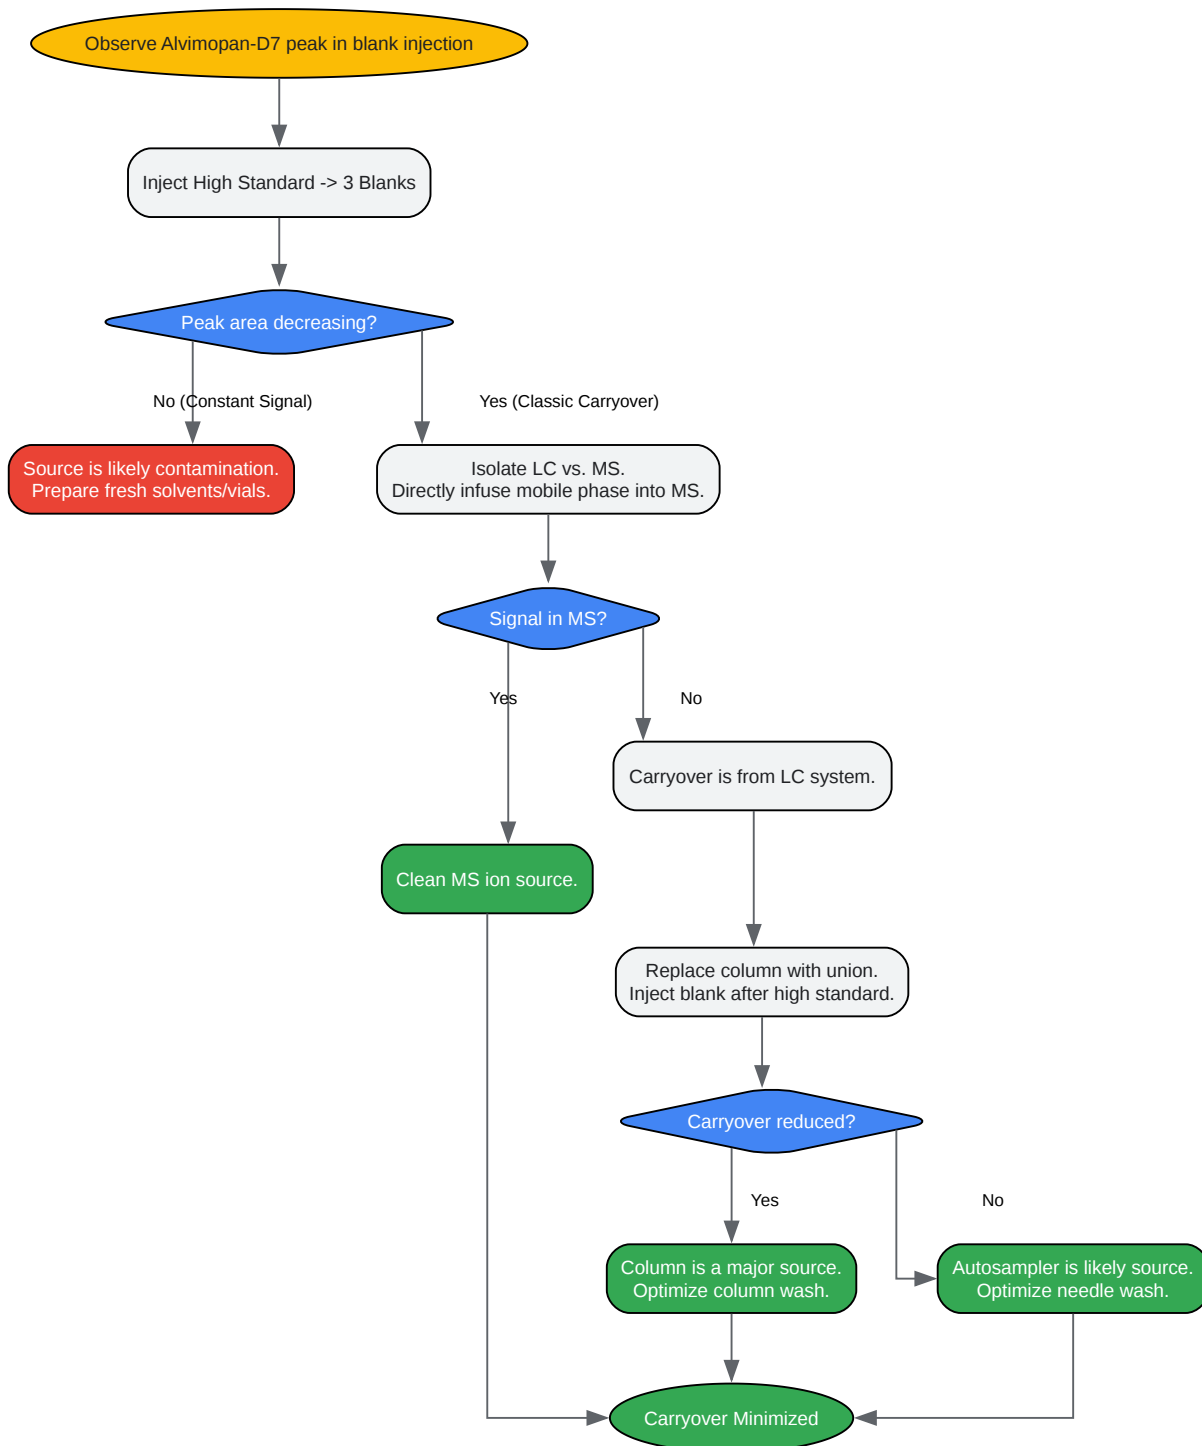 Observe Alvimopan-D7 peak in blank injection
Inject High Standard -> 3 Blanks
Peak area decreasing?
No (Constant Signal)
Yes (Classic Carryover)
Source is likely contamination.
Prepare fresh solvents/vials.
Isolate LC vs. MS.
Directly infuse mobile phase into MS.
Signal in MS?
Yes
No
Carryover is from LC system.
Clean MS ion source.
Replace column with union.
Inject blank after high standard.
Carryover reduced?
Yes
No
Column is a major source.
Optimize column wash.
Autosampler is likely source.
Optimize needle wash.
Carryover Minimized